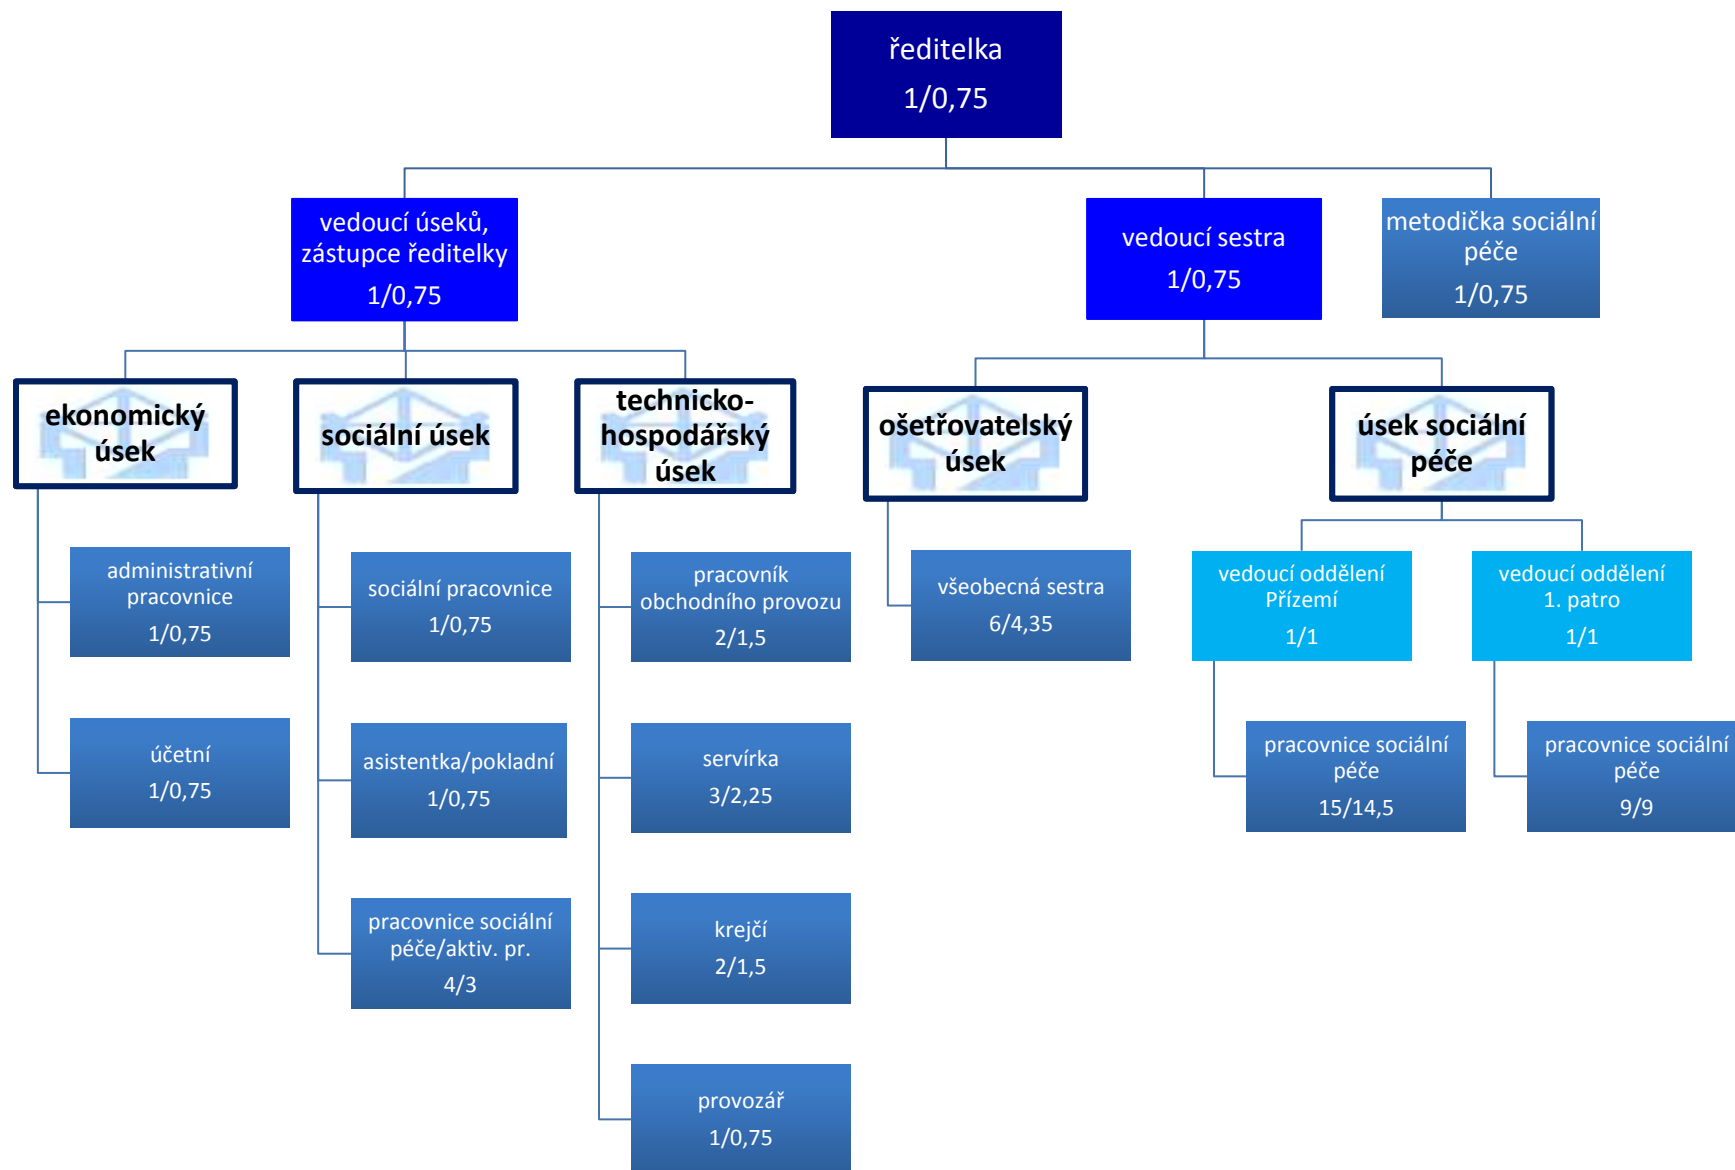 ředitelka
1/0,75
vedoucí úseků,
zástupce ředitelky
1/0,75
vedoucí sestra
1/0,75
metodička sociální
péče
1/0,75
ekonomický
úsek
sociální úsek
technicko-
hospodářský
úsek
ošetřovatelský
úsek
úsek sociální
péče
administrativní
pracovnice
1/0,75
sociální pracovnice
1/0,75
pracovník
obchodního provozu
2/1,5
všeobecná sestra
6/4,35
vedoucí oddělení
Přízemí
1/1
vedoucí oddělení
1. patro
1/1
účetní
1/0,75
asistentka/pokladní
1/0,75
servírka
3/2,25
pracovnice sociální
péče
15/14,5
pracovnice sociální
péče
9/9
pracovnice sociální
péče/aktiv. pr.
4/3
krejčí
2/1,5
provozář
1/0,75